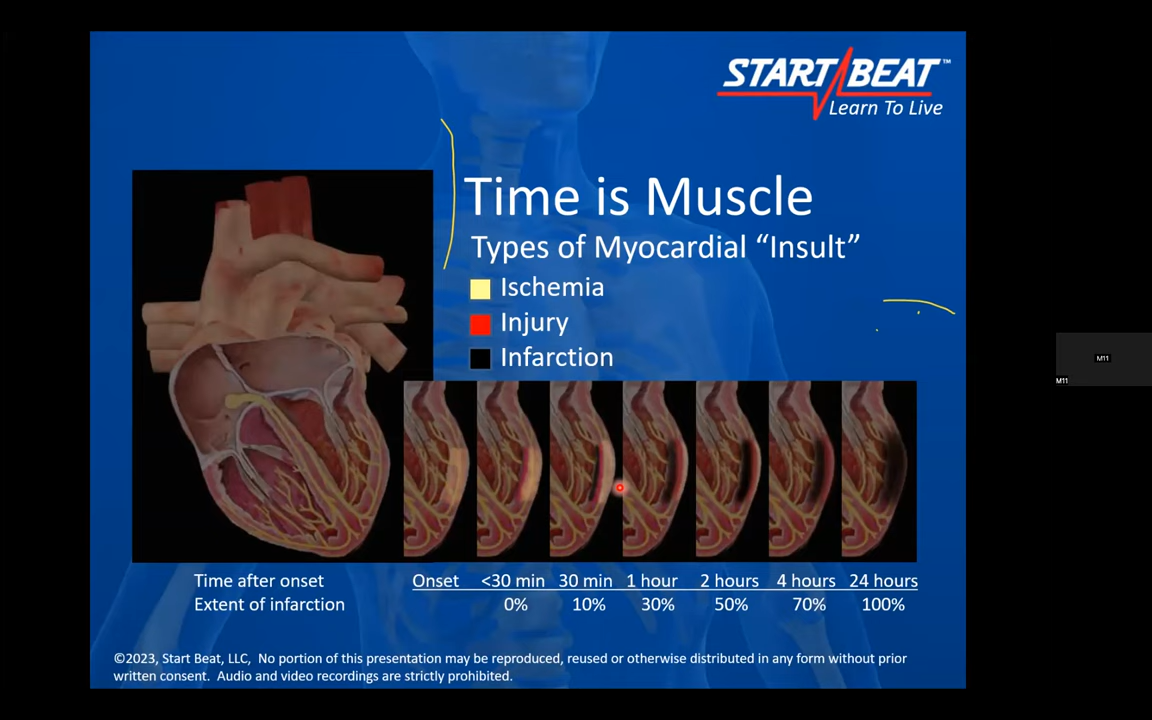 START BEAT™
Learn To Live
Time is Muscle
Types of Myocardial “Insult”
Ischemia
Injury
Infarction
M11
M11
Time after onset Onset <30 min 30 min 1 hour 2 hours 4 hours 24 hours
Extent of infarction 0% 10% 30% 50% 70% 100%
©2023, Start Beat, LLC, No portion of this presentation may be reproduced, reused or otherwise distributed in any form without prior
written consent. Audio and video recordings are strictly prohibited.